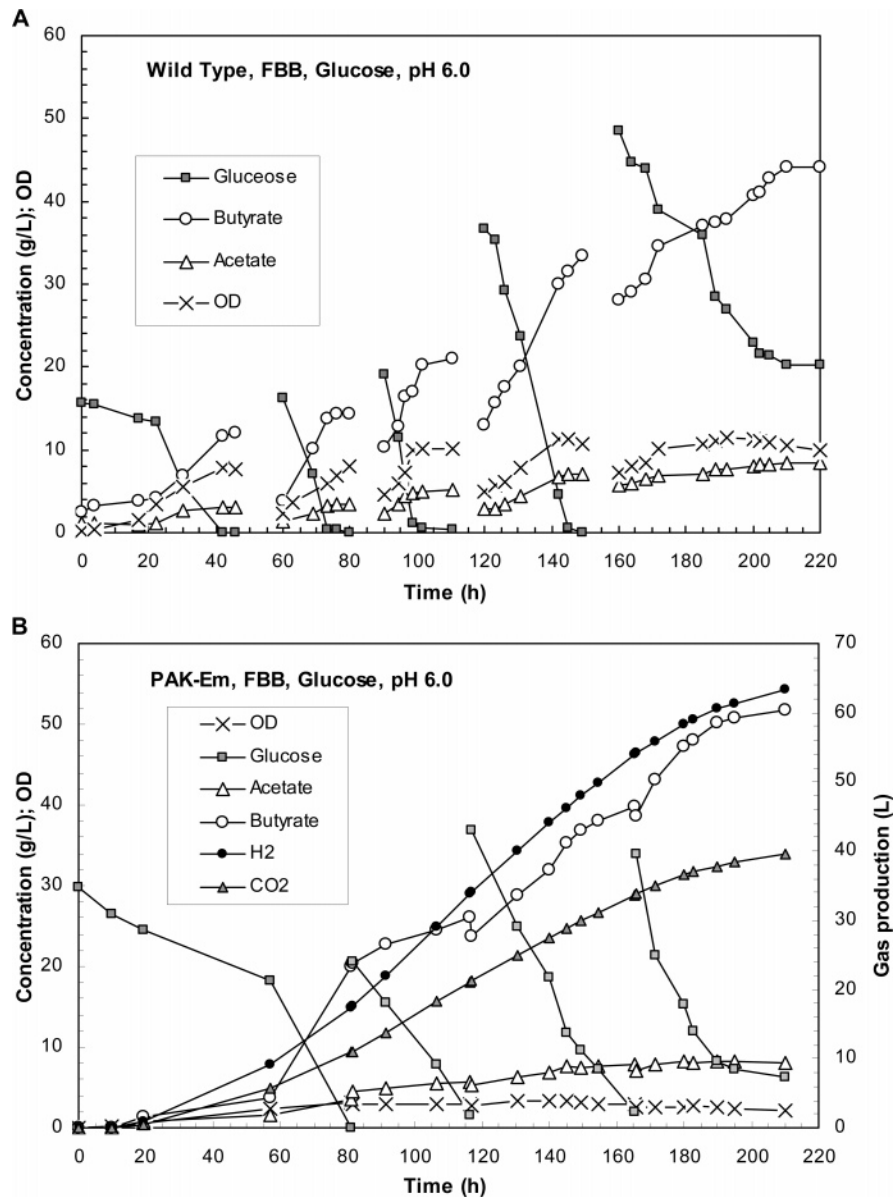 A
Wild Type, FBB, Glucose, pH 6.0
Gluceose
Butyrate
Acetate
OD
Concentration (g/L); OD
60
50
40
30
20
10
0
0 20 40 60 80 100 120 140 160 180 200 220
Time (h)
B
PAK-Em, FBB, Glucose, pH 6.0
OD
Glucose
Acetate
Butyrate
H2
CO2
Concentration (g/L); OD
60
50
40
30
20
10
0
Gas production (L)
70
60
50
40
30
20
10
0
0 20 40 60 80 100 120 140 160 180 200 220
Time (h)